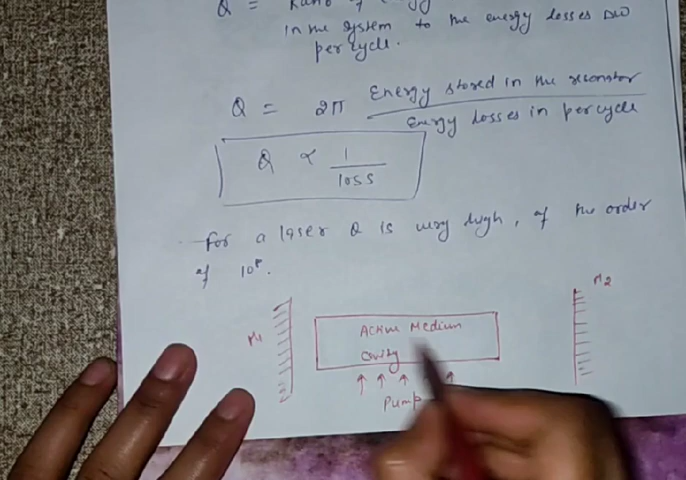 Q =
in the system to the energy losses
per cycle.
Q = 2π Energy stored in the resonator
Energy losses in per cycle
Q ∝ 1
loss
For a laser Q is very high, of the order
of 10⁸.
M2
M1
Active Medium
cavity
Pump